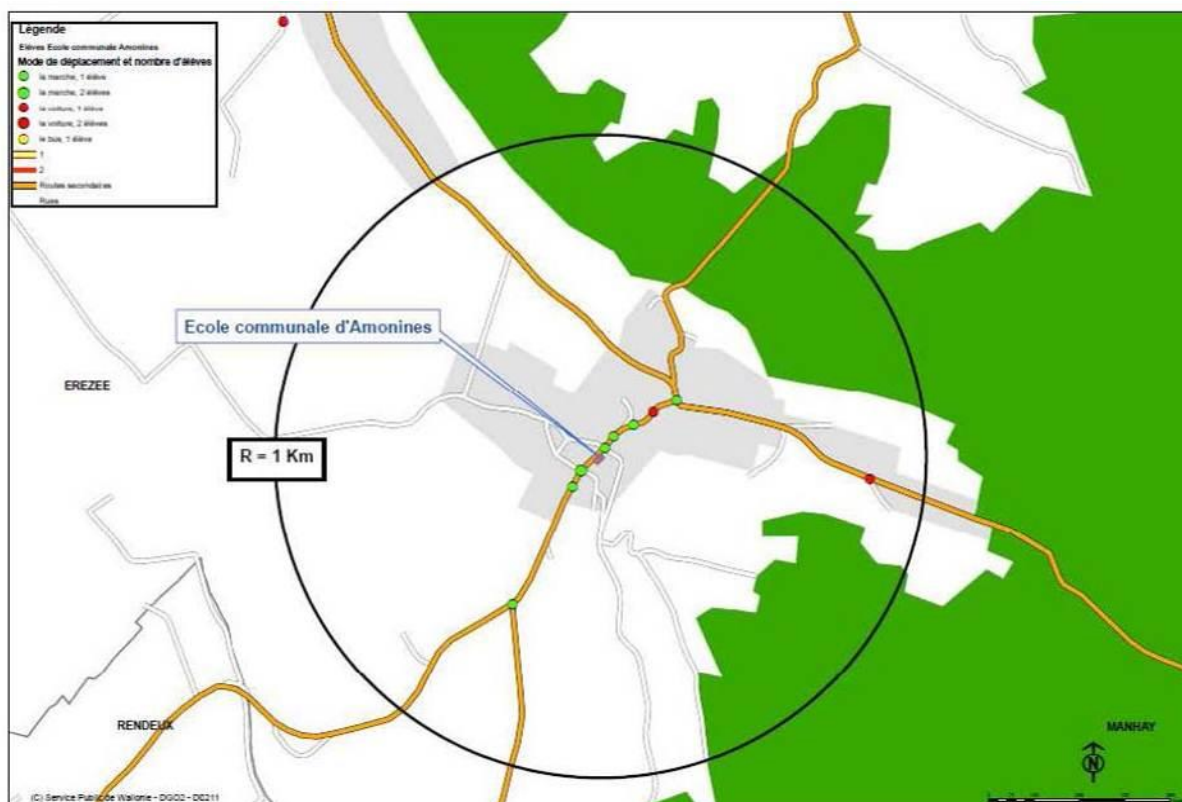 Légende
Elèves Ecole communale Amonines
Mode de déplacement et nombre d'élèves
la marche, 1 élève
la marche, 2 élèves
la voiture, 1 élève
la voiture, 2 élèves
le bus, 1 élève
1
2
Routes secondaires
Rues
Ecole communale d'Amonines
EREZEE
R = 1 Km
RENDEUX
MANHAY
N
(C) Service Public de Wallonie - DGO2 - DE211